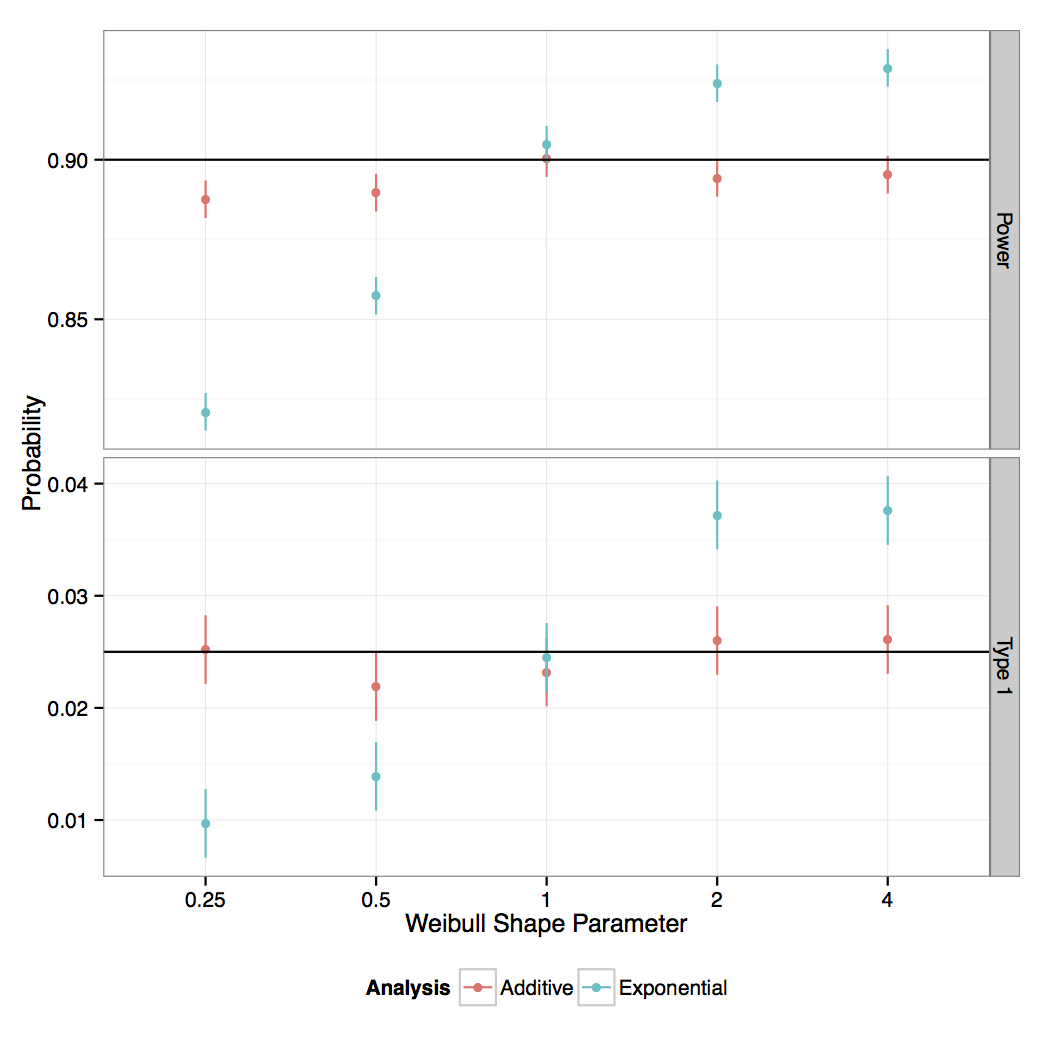 0.90
0.85
Power
Probability
0.04
0.03
0.02
0.01
Type 1
0.25 0.5 1 2 4
Weibull Shape Parameter
Analysis Additive Exponential